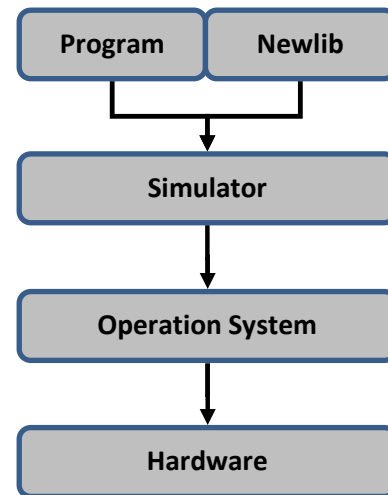 Program
Newlib
Simulator
Operation System
Hardware